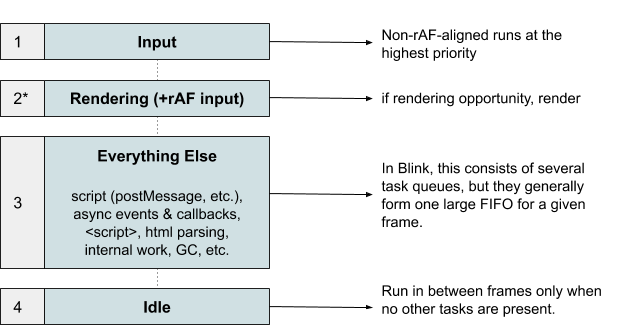 1
Input
Non-rAF-aligned runs at the
highest priority
2*
Rendering (+rAF input)
if rendering opportunity, render
3
Everything Else
script (postMessage, etc.),
async events & callbacks,
<script>, html parsing,
internal work, GC, etc.
In Blink, this consists of several
task queues, but they generally
form one large FIFO for a given
frame.
4
Idle
Run in between frames only when
no other tasks are present.